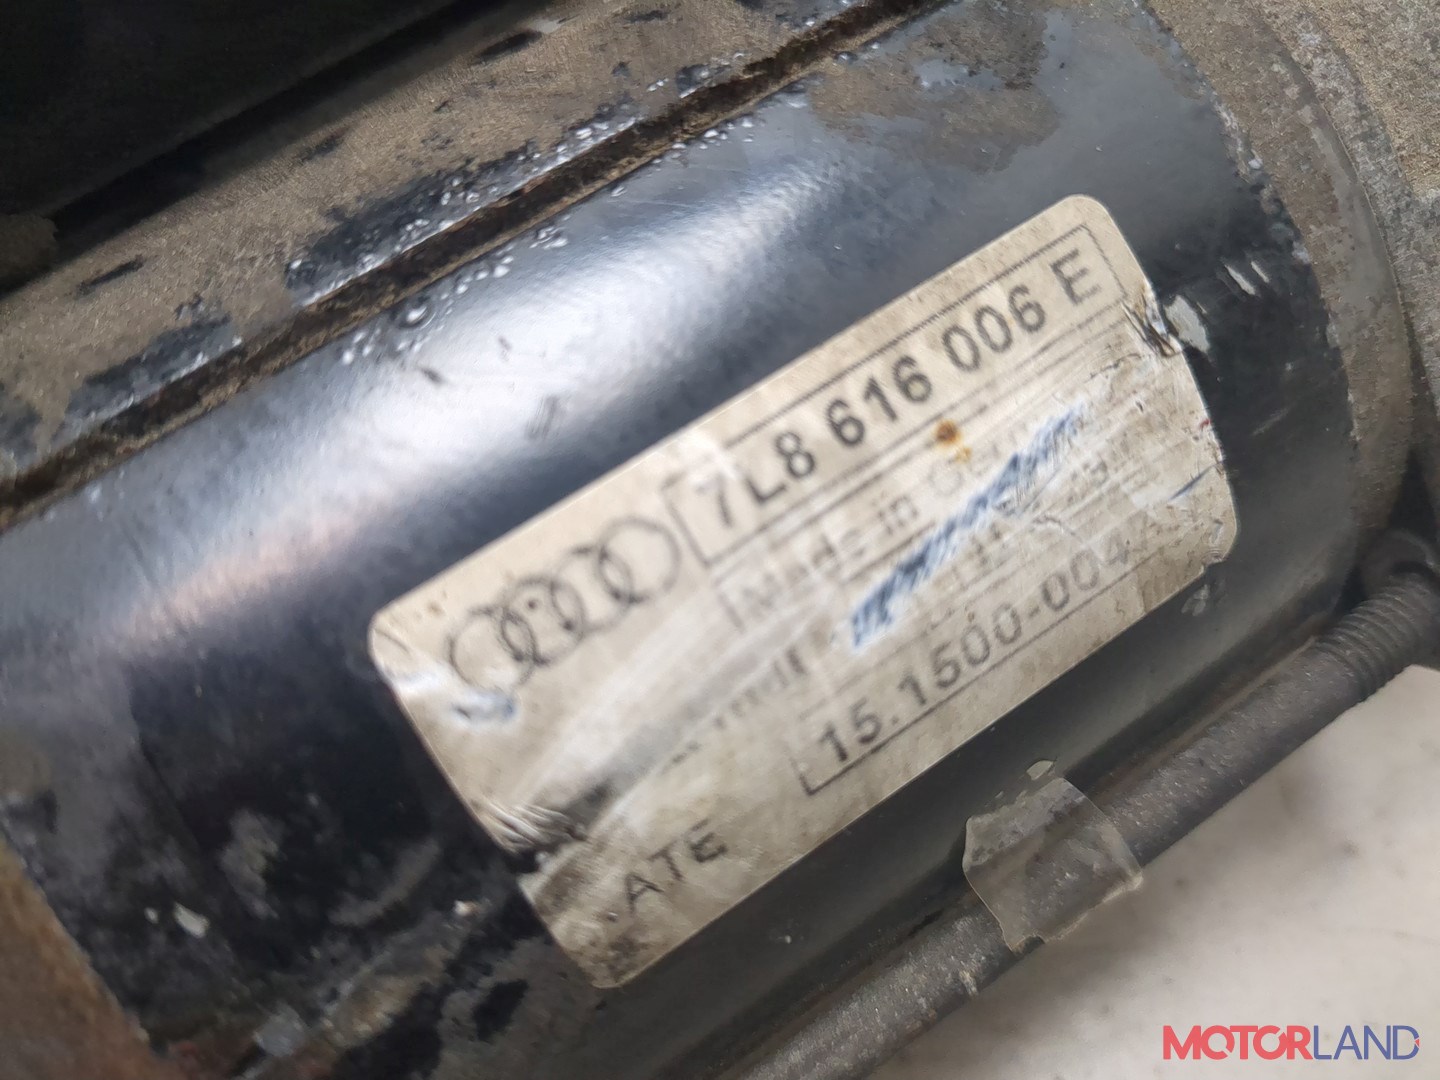 7L8 616 006 E
Made in
15.1500-004
ATE
MOTORLAND